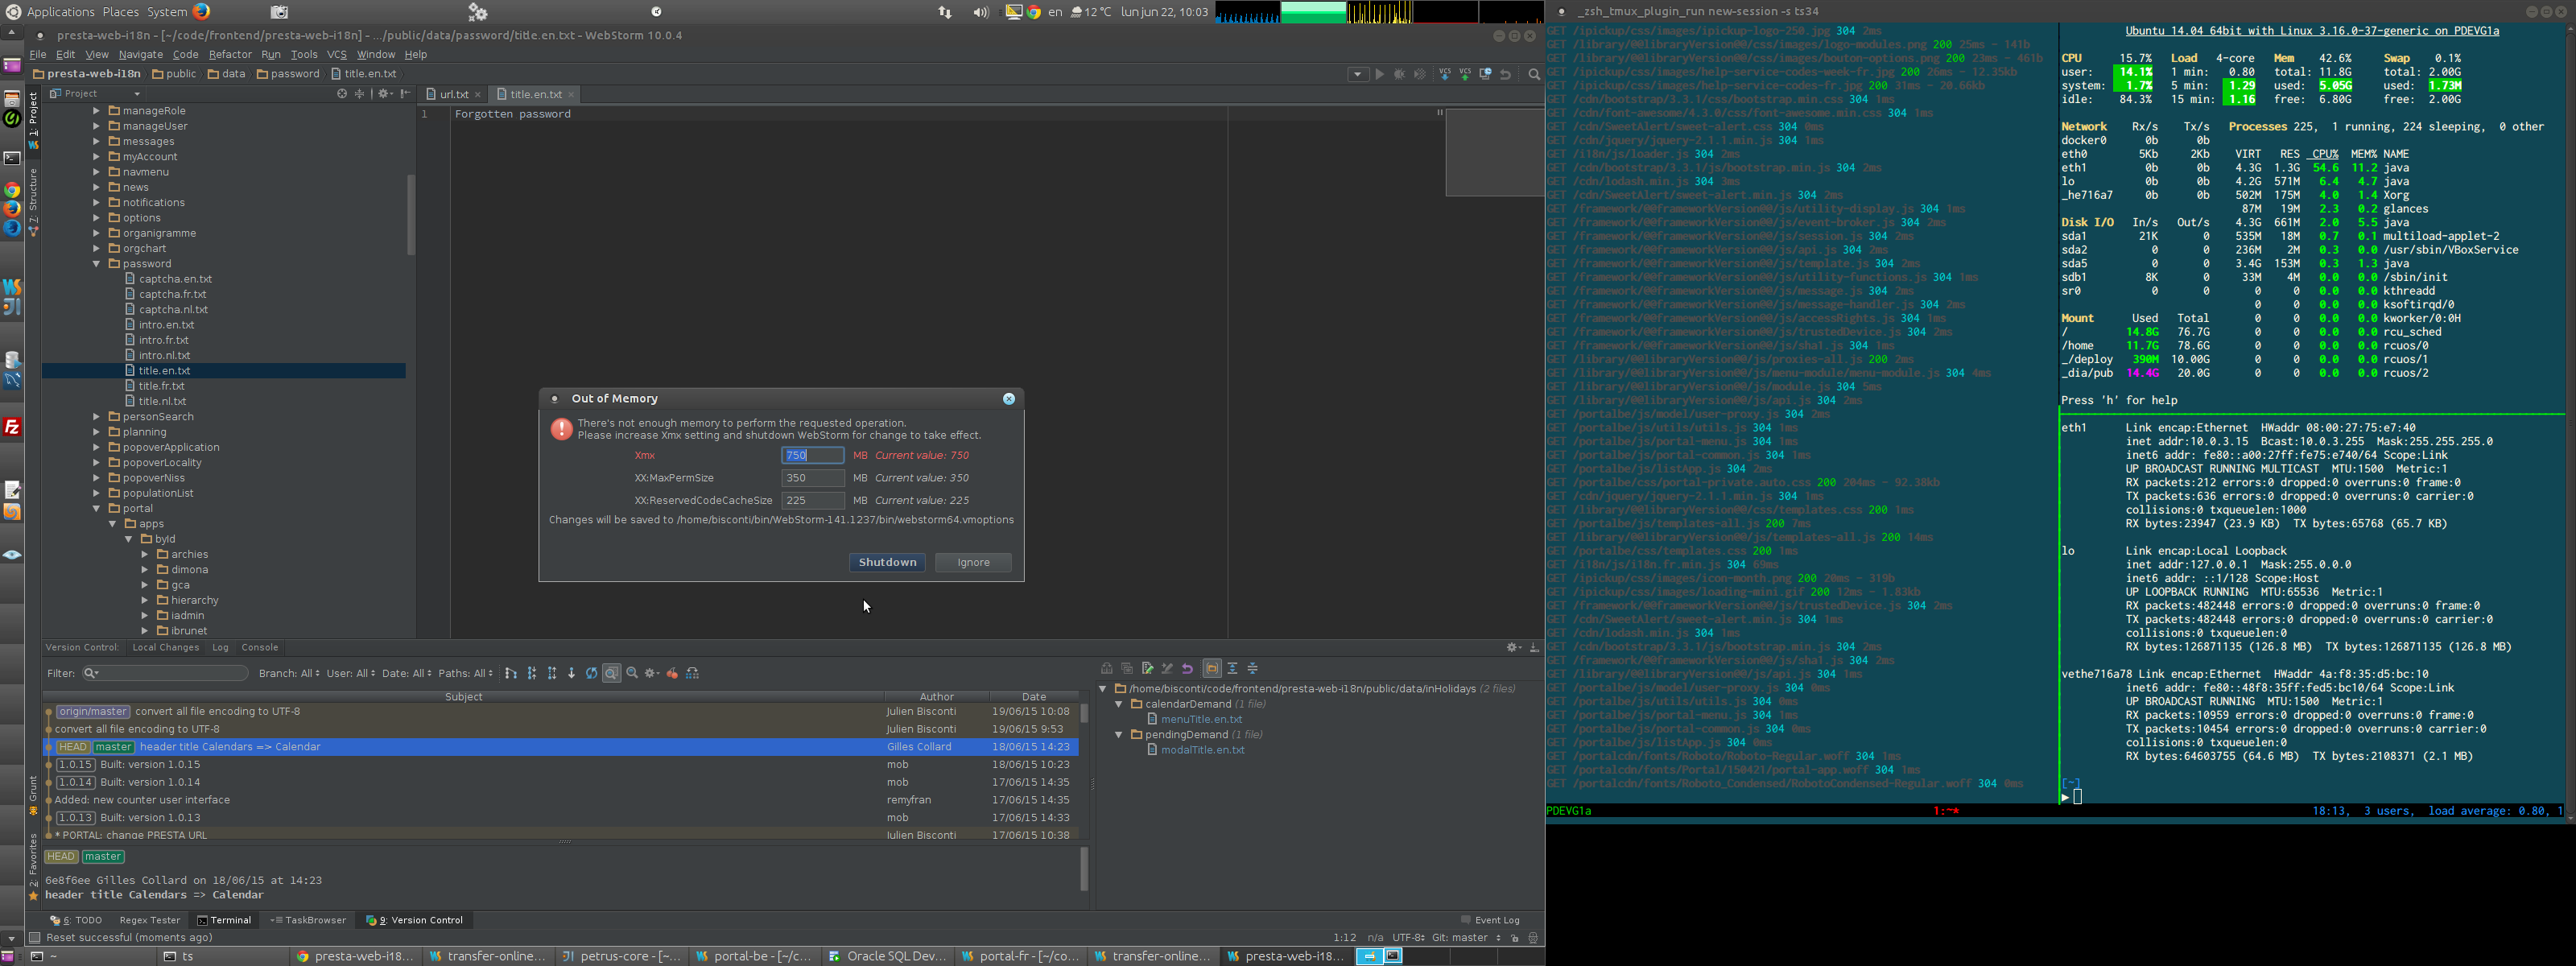 Applications Places System
en 12 °C lun jun 22, 10:03
presta-web-i18n - [~/code/frontend/presta-web-i18n] - .../public/data/password/title.en.txt - WebStorm 10.0.4
File Edit View Navigate Code Refactor Run Tools VCS Window Help
presta-web-i18n public data password title.en.txt
Project
url.txt
title.en.txt
1: Project
7: Structure
Grunt
2: Favorites
manageRole
manageUser
messages
myAccount
navmenu
news
notifications
options
organigramme
orgchart
password
captcha.en.txt
captcha.fr.txt
captcha.nl.txt
intro.en.txt
intro.fr.txt
intro.nl.txt
title.en.txt
title.fr.txt
title.nl.txt
personSearch
planning
popoverApplication
popoverLocality
popoverNiss
populationList
portal
apps
byId
archies
dimona
gca
hierarchy
iadmin
ibrunet
1 Forgotten password
Out of Memory
There's not enough memory to perform the requested operation.
Please increase Xmx setting and shutdown WebStorm for change to take effect.
Xmx 750 MB Current value: 750
XX:MaxPermSize 350 MB Current value: 350
XX:ReservedCodeCacheSize 225 MB Current value: 225
Changes will be saved to /home/bisconti/bin/WebStorm-141.1237/bin/webstorm64.vmoptions
Shutdown Ignore
Version Control: Local Changes Log Console
Filter: Branch: All User: All Date: All Paths: All
Subject Author Date
origin/master convert all file encoding to UTF-8 Julien Bisconti 19/06/15 10:08
convert all file encoding to UTF-8 Julien Bisconti 19/06/15 9:53
HEAD master header title Calendars => Calendar Gilles Collard 18/06/15 14:23
1.0.15 Built: version 1.0.15 mob 18/06/15 10:23
1.0.14 Built: version 1.0.14 mob 17/06/15 14:35
Added: new counter user interface remyfran 17/06/15 14:35
1.0.13 Built: version 1.0.13 mob 17/06/15 14:33
* PORTAL: change PRESTA URL Julien Bisconti 17/06/15 10:38
HEAD master
6e8f6ee Gilles Collard on 18/06/15 at 14:23
header title Calendars => Calendar
/home/bisconti/code/frontend/presta-web-i18n/public/data/inHolidays (2 files)
calendarDemand (1 file)
menuTitle.en.txt
pendingDemand (1 file)
modalTitle.en.txt
6: TODO Regex Tester Terminal TaskBrowser 9: Version Control Event Log
Reset successful (moments ago) 1:12 n/a UTF-8 Git: master
~ ts presta-web-i18... transfer-online... petrus-core - [~... portal-be - [~/c... Oracle SQL Dev... portal-fr - [~/co... transfer-online... presta-web-i18...
_zsh_tmux_plugin_run new-session -s ts34
GET /ipickup/css/images/ipickup-logo-250.jpg 304 2ms
GET /library/@@libraryVersion@@/css/images/logo-modules.png 200 25ms - 141b
GET /ipickup/css/images/bouton-options.png 200 23ms - 461b
GET /ipickup/css/images/help-service-codes-week-fr.jpg 200 26ms - 12.35kb
GET /ipickup/css/images/help-service-codes-fr.jpg 200 31ms - 20.66kb
GET /cdn/bootstrap/3.3.1/css/bootstrap.min.css 304 1ms
GET /cdn/font-awesome/4.3.0/css/font-awesome.min.css 304 1ms
GET /cdn/SweetAlert/sweet-alert.css 304 0ms
GET /cdn/jquery/jquery-2.1.1.min.js 304 1ms
GET /i18n/js/loader.js 304 2ms
GET /cdn/bootstrap/3.3.1/js/bootstrap.min.js 304 2ms
GET /cdn/lodash.min.js 304 3ms
GET /cdn/SweetAlert/sweet-alert.min.js 304 2ms
GET /framework/@@frameworkVersion@@/js/utility-display.js 304 1ms
GET /framework/@@frameworkVersion@@/js/event-broker.js 304 2ms
GET /framework/@@frameworkVersion@@/js/session.js 304 2ms
GET /framework/@@frameworkVersion@@/js/api.js 304 2ms
GET /framework/@@frameworkVersion@@/js/template.js 304 2ms
GET /framework/@@frameworkVersion@@/js/utility-functions.js 304 1ms
GET /framework/@@frameworkVersion@@/js/message.js 304 2ms
GET /framework/@@frameworkVersion@@/js/message-handler.js 304 2ms
GET /framework/@@frameworkVersion@@/js/accessRights.js 304 1ms
GET /framework/@@frameworkVersion@@/js/trustedDevice.js 304 2ms
GET /framework/@@frameworkVersion@@/js/sha1.js 304 1ms
GET /library/@@libraryVersion@@/js/proxies-all.js 200 2ms
GET /library/@@libraryVersion@@/js/menu-module/menu-module.js 304 4ms
GET /library/@@libraryVersion@@/js/module.js 304 5ms
GET /library/@@libraryVersion@@/js/api.js 304 2ms
GET /portalbe/js/model/user-proxy.js 304 2ms
GET /portalbe/js/utils/utils.js 304 1ms
GET /portalbe/js/portal-menu.js 304 1ms
GET /portalbe/js/portal-common.js 304 1ms
GET /portalbe/js/listApp.js 304 2ms
GET /portalbe/css/portal-private.auto.css 200 204ms - 92.38kb
GET /cdn/jquery/jquery-2.1.1.min.js 304 1ms
GET /library/@@libraryVersion@@/css/templates.css 200 1ms
GET /portalbe/js/templates-all.js 200 7ms
GET /library/@@libraryVersion@@/js/templates-all.js 200 14ms
GET /portalbe/css/templates.css 200 1ms
GET /i18n/js/i18n.fr.min.js 304 69ms
GET /ipickup/css/images/icon-month.png 200 20ms - 319b
GET /ipickup/css/images/loading-mini.gif 200 12ms - 1.83kb
GET /framework/@@frameworkVersion@@/js/trustedDevice.js 304 2ms
GET /cdn/SweetAlert/sweet-alert.min.js 304 1ms
GET /cdn/lodash.min.js 304 1ms
GET /cdn/bootstrap/3.3.1/js/bootstrap.min.js 304 2ms
GET /framework/@@frameworkVersion@@/js/sha1.js 304 2ms
GET /library/@@libraryVersion@@/js/api.js 304 1ms
GET /portalbe/js/model/user-proxy.js 304 0ms
GET /portalbe/js/utils/utils.js 304 0ms
GET /portalbe/js/portal-menu.js 304 1ms
GET /portalbe/js/portal-common.js 304 0ms
GET /portalbe/js/listApp.js 304 0ms
GET /portalcdn/fonts/Roboto/Roboto-Regular.woff 304 1ms
GET /portalcdn/fonts/Portal/150421/portal-app.woff 304 1ms
GET /portalcdn/fonts/Roboto_Condensed/RobotoCondensed-Regular.woff 304 0ms
Ubuntu 14.04 64bit with Linux 3.16.0-37-generic on PDEVG1a
CPU 15.7% Load 4-core Mem 42.6% Swap 0.1%
user: 14.1% 1 min: 0.80 total: 11.8G total: 2.00G
system: 1.7% 5 min: 1.29 used: 5.05G used: 1.73M
idle: 84.3% 15 min: 1.16 free: 6.80G free: 2.00G
Network Rx/s Tx/s Processes 225, 1 running, 224 sleeping, 0 other
docker0 0b 0b
eth0 5Kb 2Kb VIRT RES CPU% MEM% NAME
eth1 0b 0b 4.3G 1.3G 54.6 11.2 java
lo 0b 0b 4.2G 571M 6.4 4.7 java
_he716a7 0b 0b 502M 175M 4.0 1.4 Xorg
87M 19M 2.3 0.2 glances
Disk I/O In/s Out/s 4.3G 661M 2.0 5.5 java
sda1 21K 0 535M 18M 0.7 0.1 multiload-applet-2
sda2 0 0 236M 2M 0.3 0.0 /usr/sbin/VBoxService
sda5 0 0 3.4G 153M 0.3 1.3 java
sdb1 8K 0 33M 4M 0.0 0.0 /sbin/init
sr0 0 0 0 0 0.0 0.0 kthreadd
0 0 0.0 0.0 ksoftirqd/0
Mount Used Total 0 0 0.0 0.0 kworker/0:0H
/ 14.8G 76.7G 0 0 0.0 0.0 rcu_sched
/home 11.7G 78.6G 0 0 0.0 0.0 rcuos/0
_/deploy 390M 10.00G 0 0 0.0 0.0 rcuos/1
_dia/pub 14.4G 20.0G 0 0 0.0 0.0 rcuos/2
Press 'h' for help
eth1 Link encap:Ethernet HWaddr 08:00:27:75:e7:40
inet addr:10.0.3.15 Bcast:10.0.3.255 Mask:255.255.255.0
inet6 addr: fe80::a00:27ff:fe75:e740/64 Scope:Link
UP BROADCAST RUNNING MULTICAST MTU:1500 Metric:1
RX packets:212 errors:0 dropped:0 overruns:0 frame:0
TX packets:636 errors:0 dropped:0 overruns:0 carrier:0
collisions:0 txqueuelen:1000
RX bytes:23947 (23.9 KB) TX bytes:65768 (65.7 KB)
lo Link encap:Local Loopback
inet addr:127.0.0.1 Mask:255.0.0.0
inet6 addr: ::1/128 Scope:Host
UP LOOPBACK RUNNING MTU:65536 Metric:1
RX packets:482448 errors:0 dropped:0 overruns:0 frame:0
TX packets:482448 errors:0 dropped:0 overruns:0 carrier:0
collisions:0 txqueuelen:0
RX bytes:126871135 (126.8 MB) TX bytes:126871135 (126.8 MB)
vethe716a78 Link encap:Ethernet HWaddr 4a:f8:35:d5:bc:10
inet6 addr: fe80::48f8:35ff:fed5:bc10/64 Scope:Link
UP BROADCAST RUNNING MTU:1500 Metric:1
RX packets:10959 errors:0 dropped:0 overruns:0 frame:0
TX packets:10454 errors:0 dropped:0 overruns:0 carrier:0
collisions:0 txqueuelen:0
RX bytes:64603755 (64.6 MB) TX bytes:2108371 (2.1 MB)
[~]
PDEVG1a 1:~* 18:13, 3 users, load average: 0.80, 1